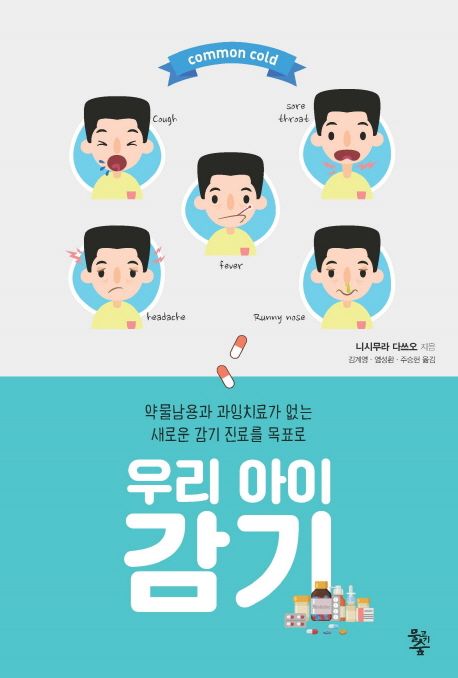 common cold
Cough
sore
throat
fever
headache
Runny nose
니시무라 다쓰오 지음
김계영 · 염성환 · 주승현 옮김
약물남용과 과잉치료가 없는
새로운 감기 진료를 목표로
우리 아이
감기
물고기
숲